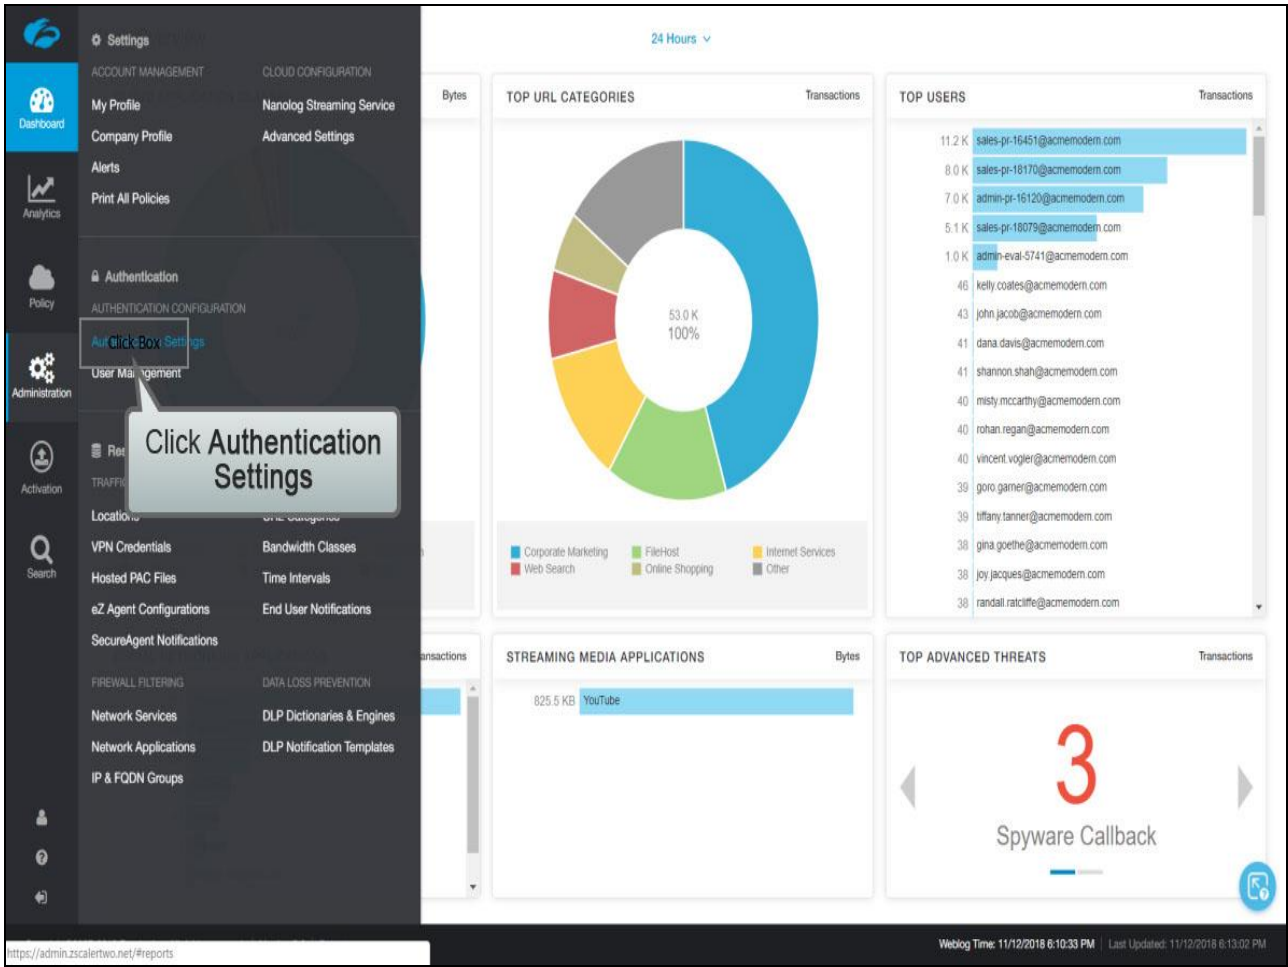 Settings
ACCOUNT MANAGEMENT
CLOUD CONFIGURATION
My Profile
Nanolog Streaming Service
Company Profile
Advanced Settings
Alerts
Print All Policies
Authentication
AUTHENTICATION CONFIGURATION
Click Box
Settings
User Management
Click Authentication
Settings
Locations
URL Categories
VPN Credentials
Bandwidth Classes
Hosted PAC Files
Time Intervals
eZ Agent Configurations
End User Notifications
SecureAgent Notifications
FIREWALL FILTERING
DATA LOSS PREVENTION
Network Services
DLP Dictionaries & Engines
Network Applications
DLP Notification Templates
IP & FQDN Groups
Dashboard
Analytics
Policy
Administration
Activation
Search
24 Hours
Bytes
TOP URL CATEGORIES
Transactions
53.0 K
100%
Corporate Marketing
FileHost
Internet Services
Web Search
Online Shopping
Other
TOP USERS
Transactions
11.2 K sales-pr-16451@acmemodern.com
8.0 K sales-pr-18170@acmemodern.com
7.0 K admin-pr-16120@acmemodern.com
5.1 K sales-pr-18079@acmemodern.com
1.0 K admin-eval-5741@acmemodern.com
46 kelly.coates@acmemodern.com
43 john.jacob@acmemodern.com
41 dana.davis@acmemodern.com
41 shannon.shah@acmemodern.com
40 misty.mccarthy@acmemodern.com
40 rohan.regan@acmemodern.com
40 vincent.vogler@acmemodern.com
39 goro.garner@acmemodern.com
39 tiffany.tanner@acmemodern.com
38 gina.goethe@acmemodern.com
38 joy.jacques@acmemodern.com
38 randall.ratcliffe@acmemodern.com
STREAMING MEDIA APPLICATIONS
Bytes
825.5 KB YouTube
TOP ADVANCED THREATS
Transactions
3
Spyware Callback
https://admin.zscalertwo.net/#reports
Weblog Time: 11/12/2018 6:10:33 PM | Last Updated: 11/12/2018 6:13:02 PM